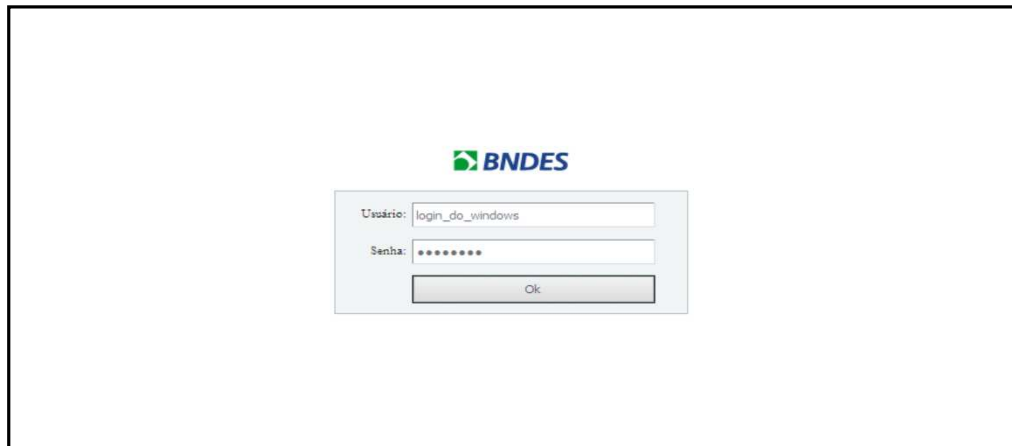 BNDES
Usuário: login_do_windows
Senha: ●●●●●●●●
Ok